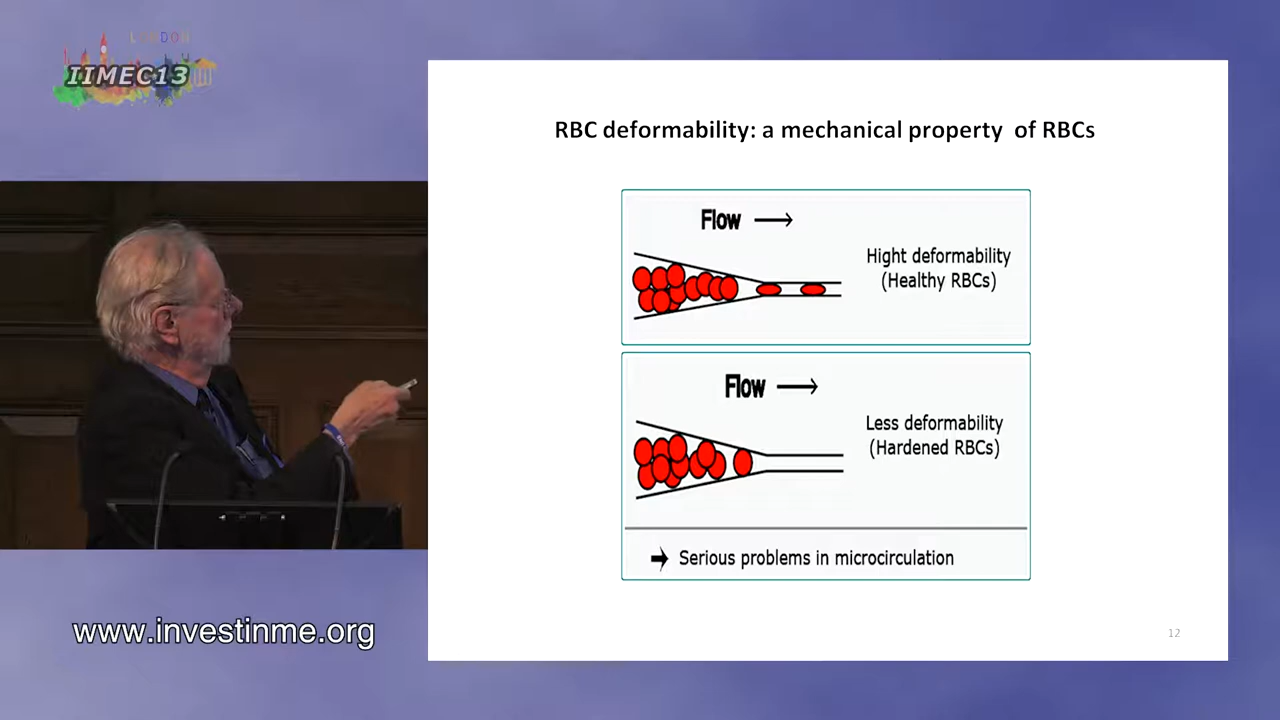 LONDON
IIMEC13
RBC deformability: a mechanical property of RBCs
Flow
Hight deformability
(Healthy RBCs)
Flow
Less deformability
(Hardened RBCs)
Serious problems in microcirculation
www.investinme.org
12